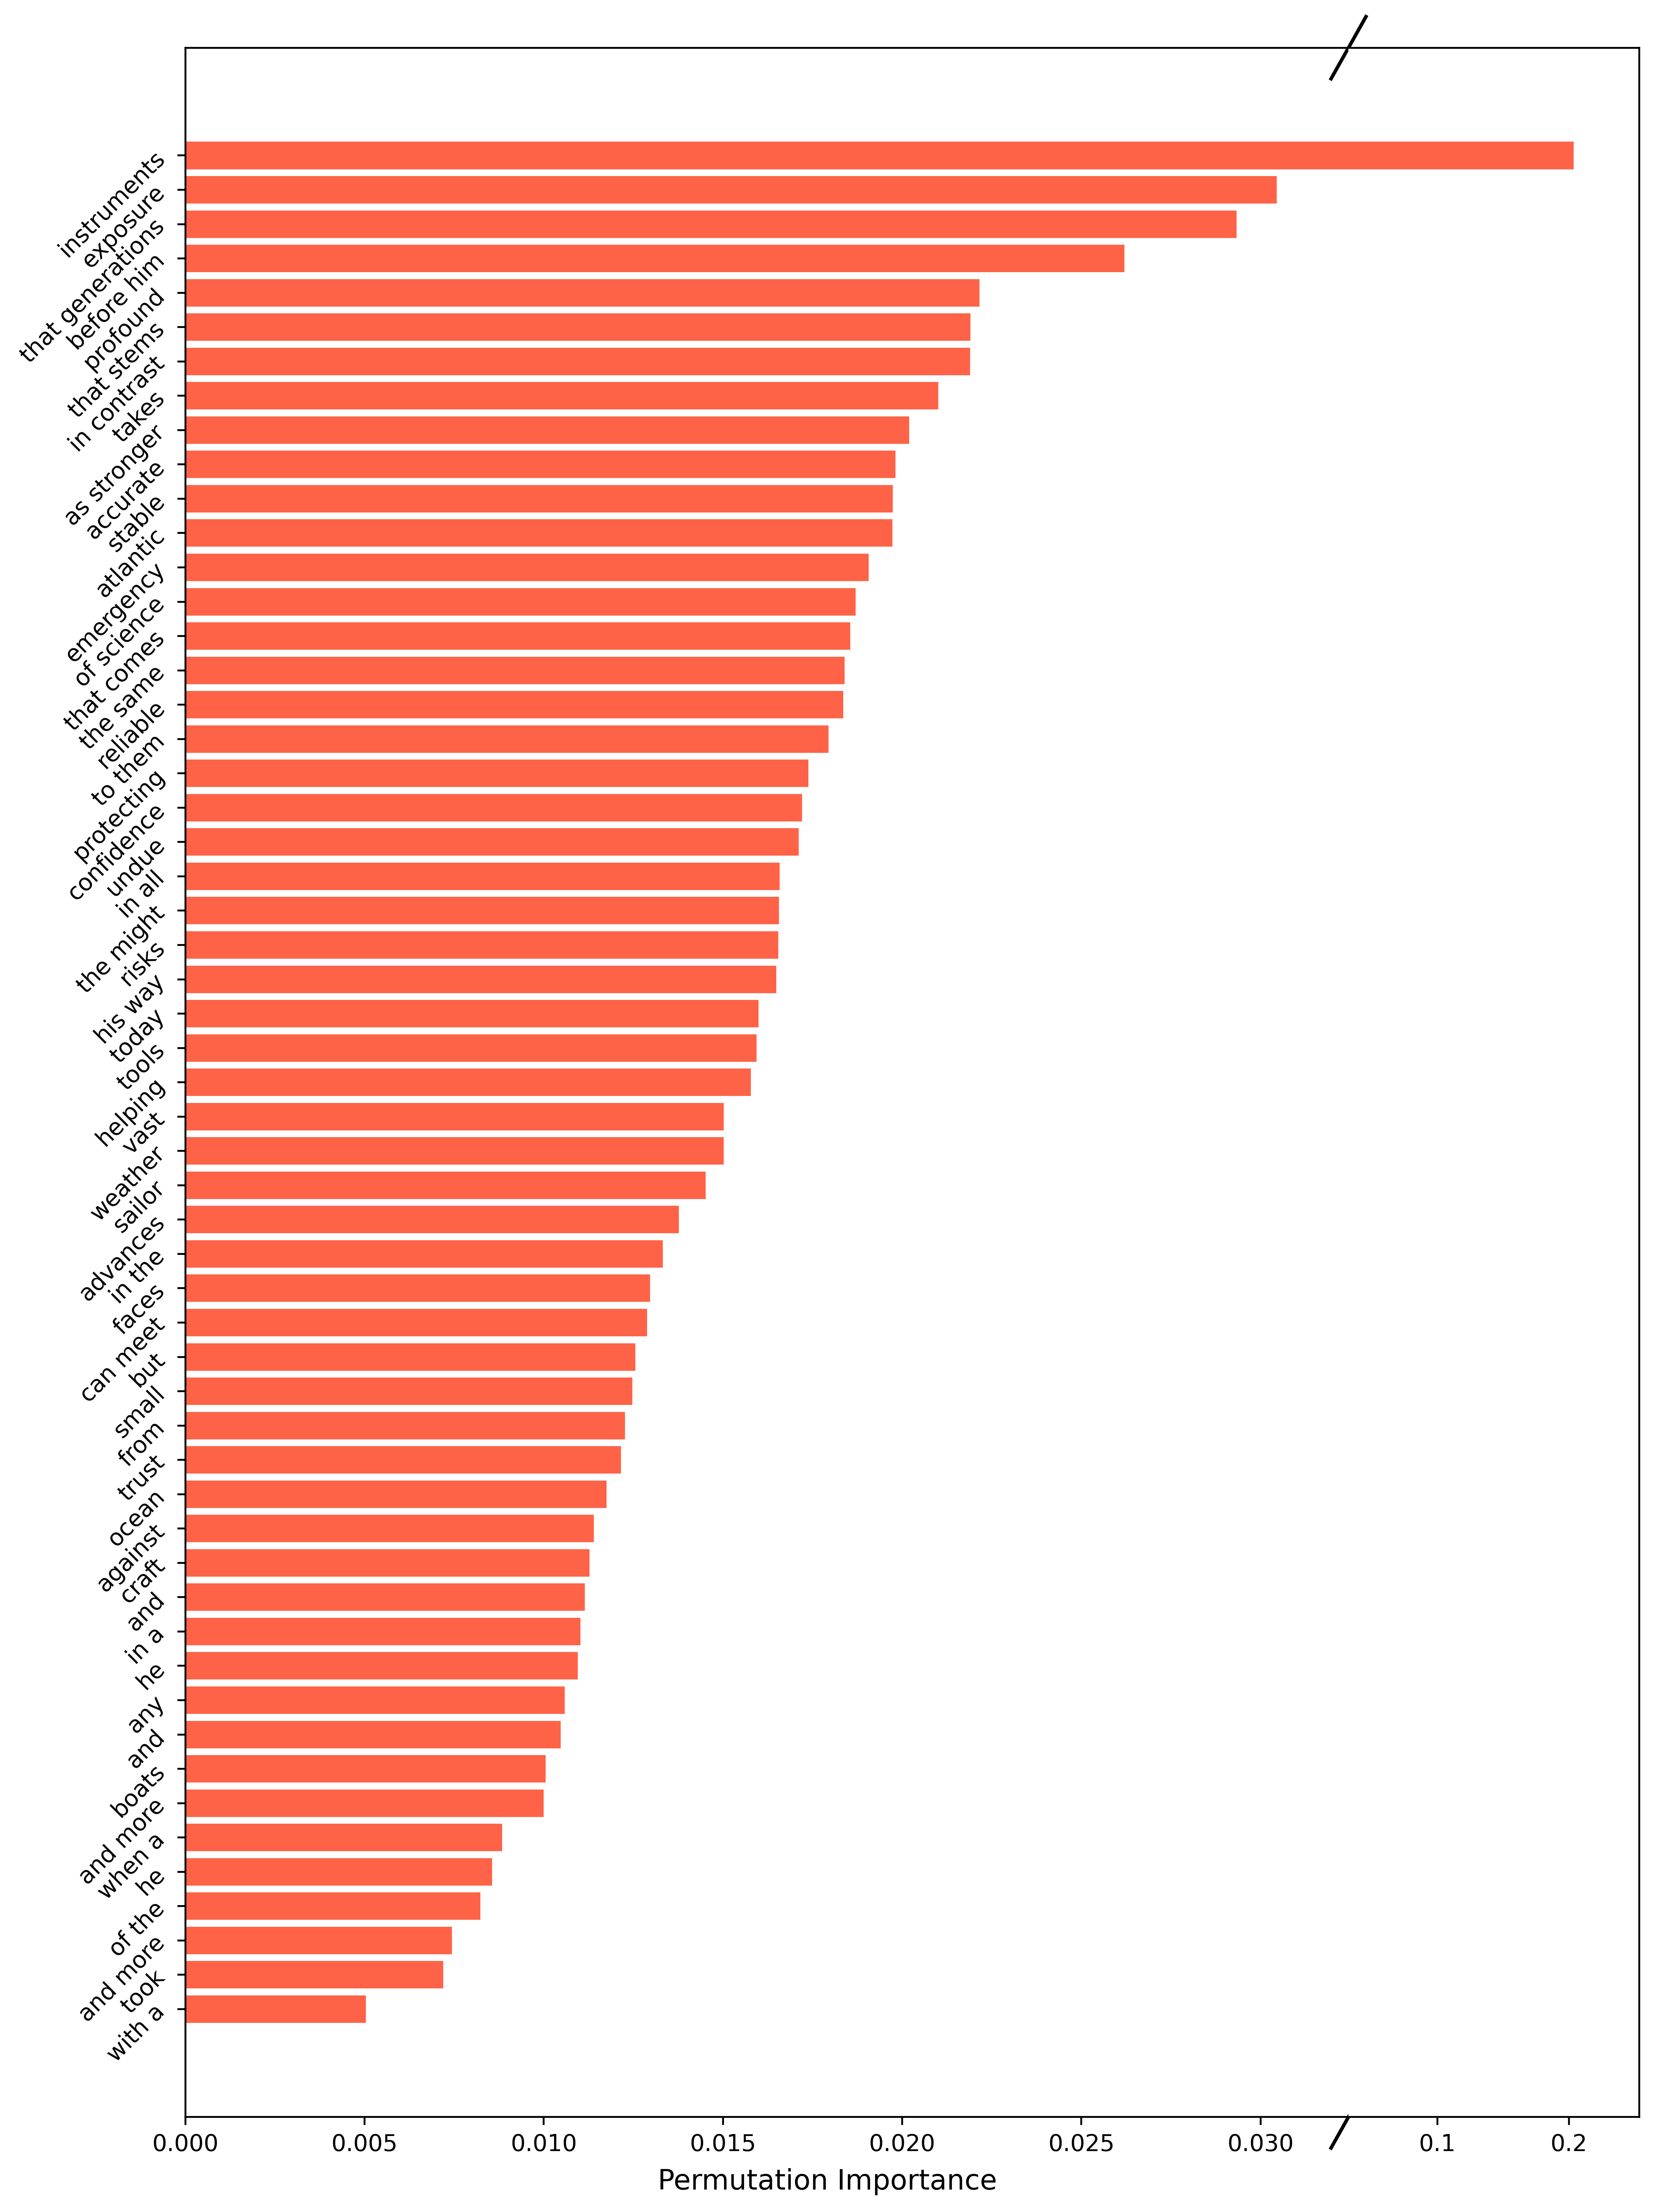 instruments
exposure
that generations
before him
profound
that stems
in contrast
takes
as stronger
accurate
stable
atlantic
emergency
of science
that comes
the same
reliable
to them
protecting
confidence
undue
in all
the might
risks
his way
today
tools
helping
vast
weather
sailor
advances
in the
faces
can meet
but
small
from
trust
ocean
against
craft
and
in a
he
any
and
boats
and more
when a
he
of the
and more
took
with a
0.000 0.005 0.010 0.015 0.020 0.025 0.030 0.1 0.2
Permutation Importance